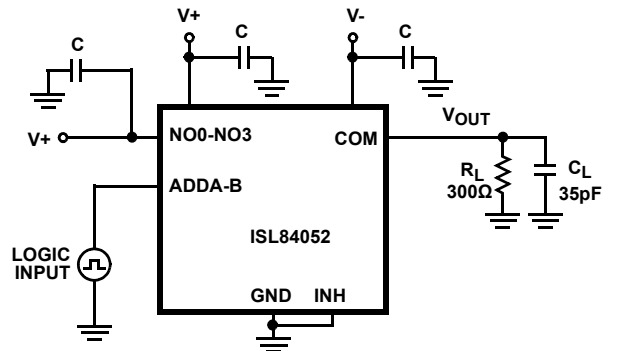 V+
V-
C
C
C
V+
NO0-NO3
COM
VOUT
ADDA-B
RL
300Ω
CL
35pF
ISL84052
LOGIC
INPUT
GND
INH